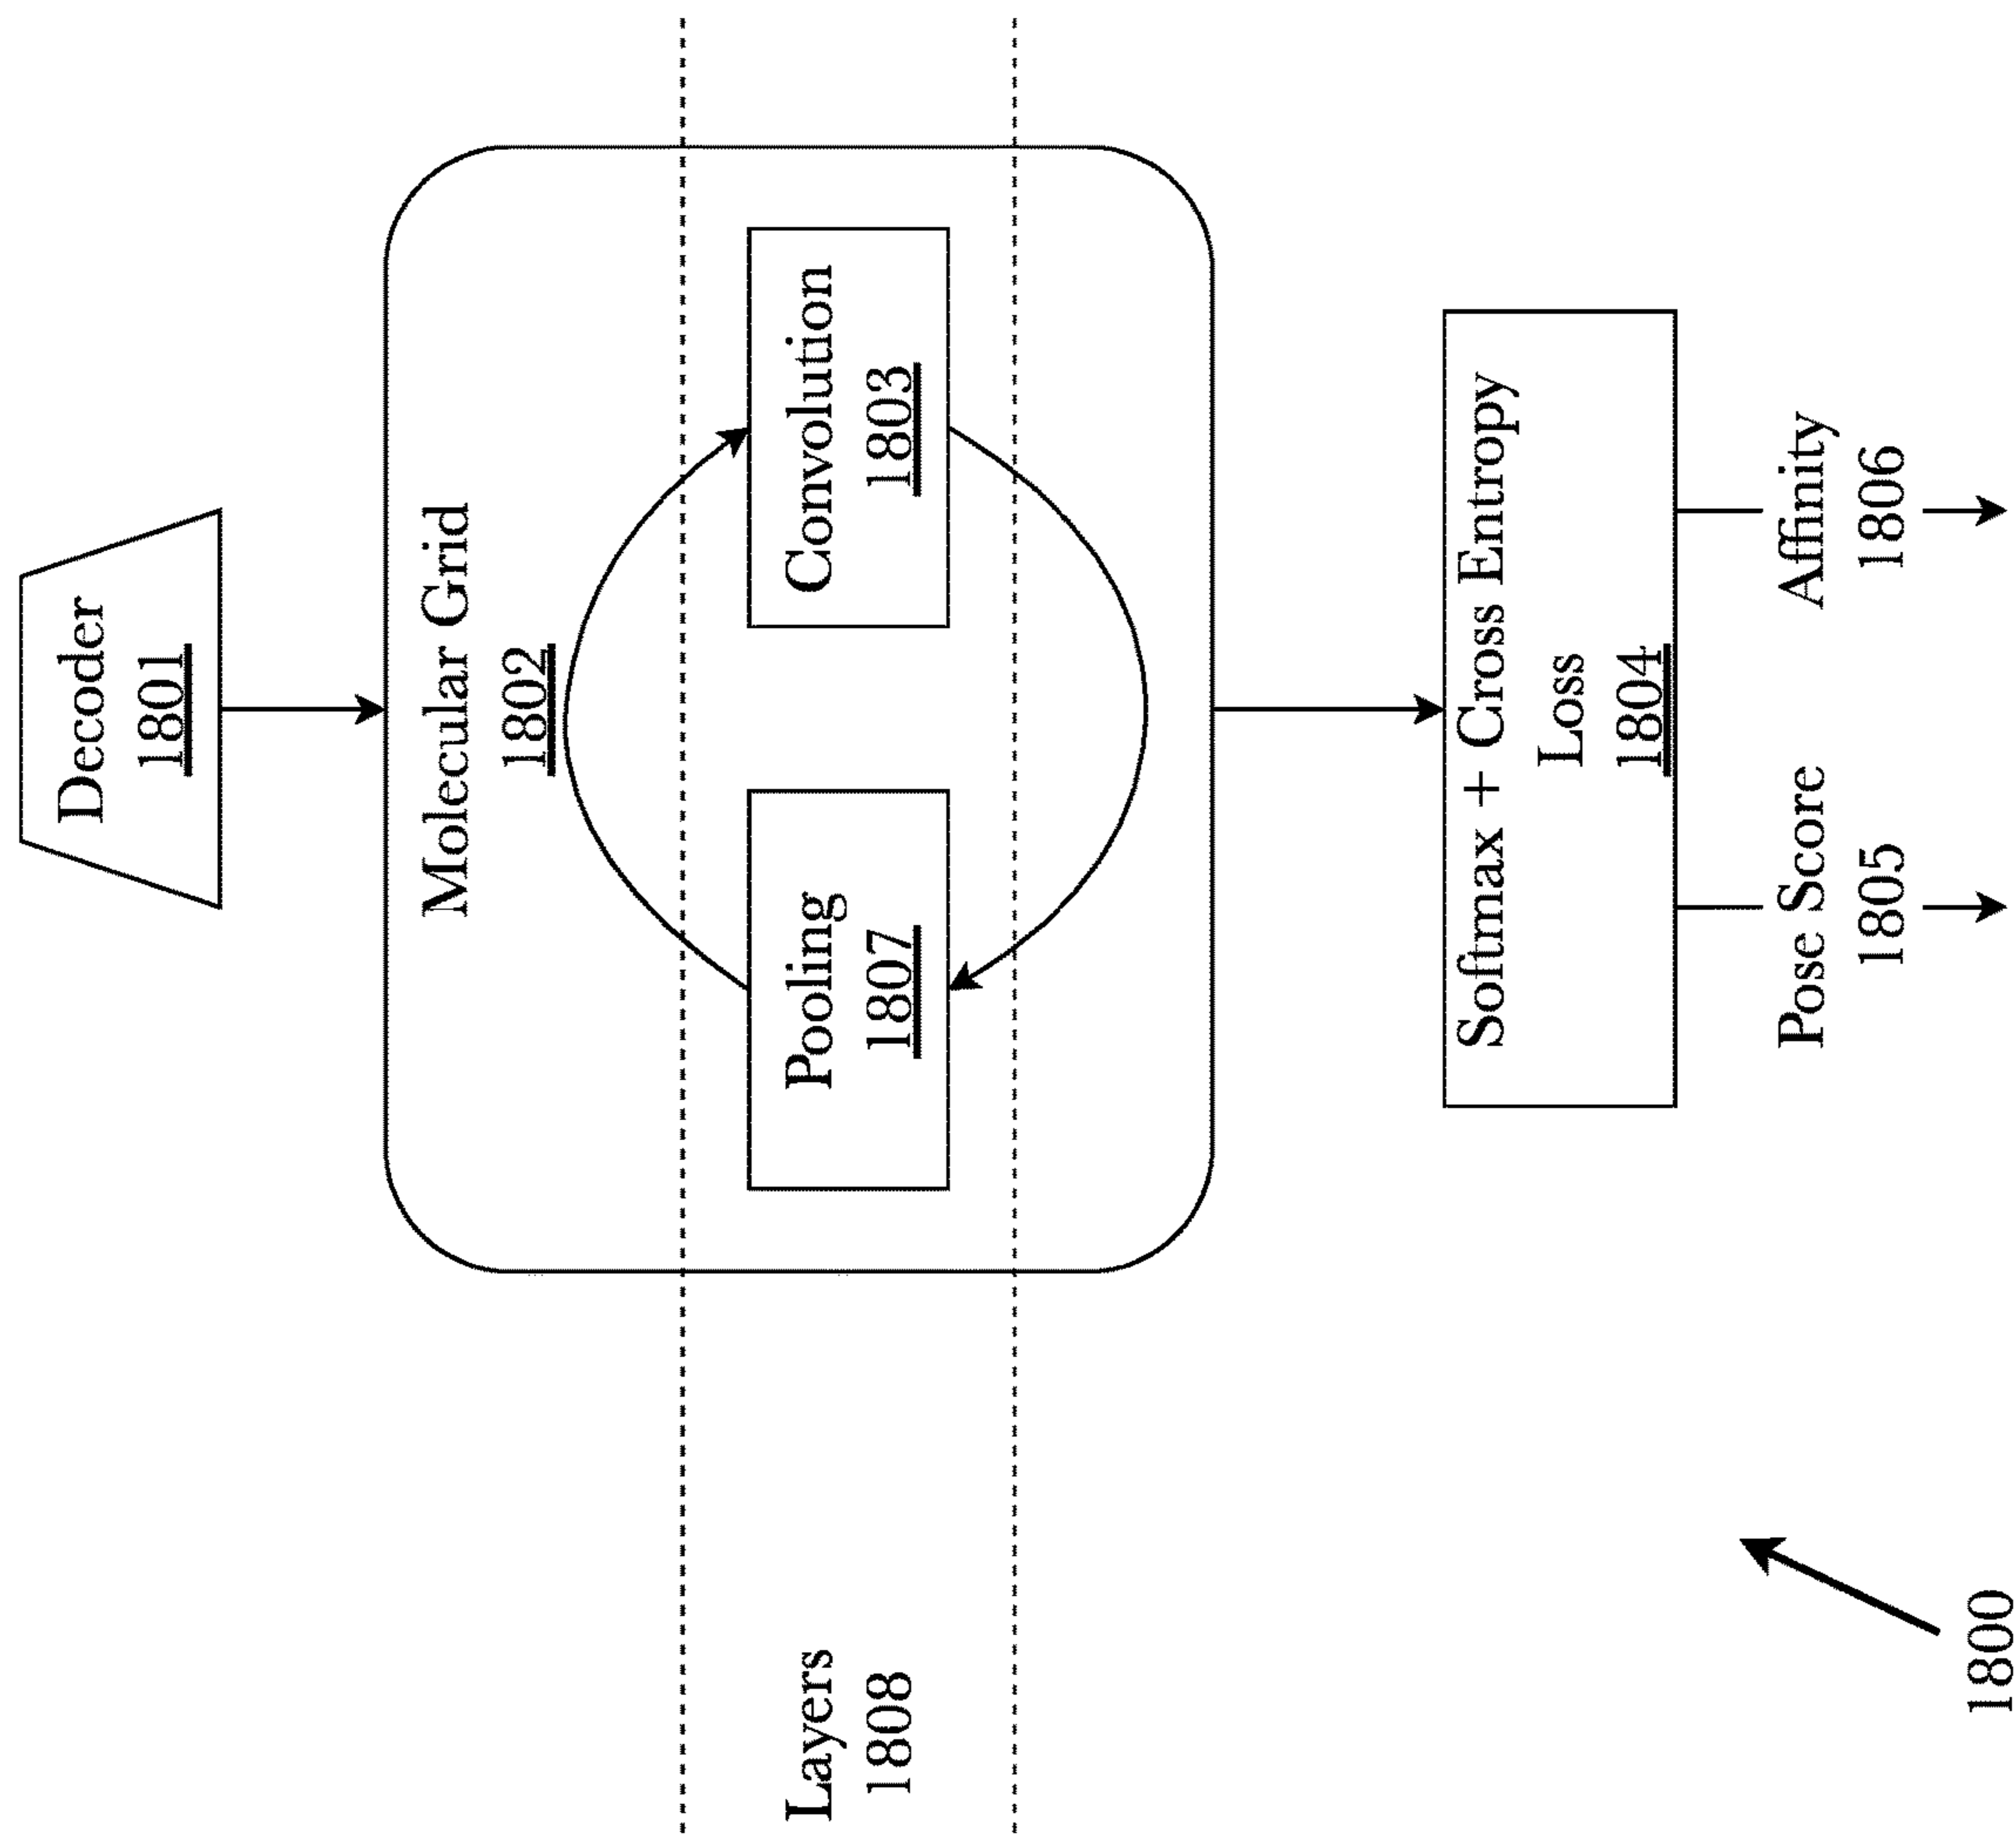 Decoder
1801
Molecular Grid
1802
Pooling
1807
Convolution
1803
Layers
1808
Softmax + Cross Entropy
Loss
1804
Pose Score
1805
Affinity
1806
1800